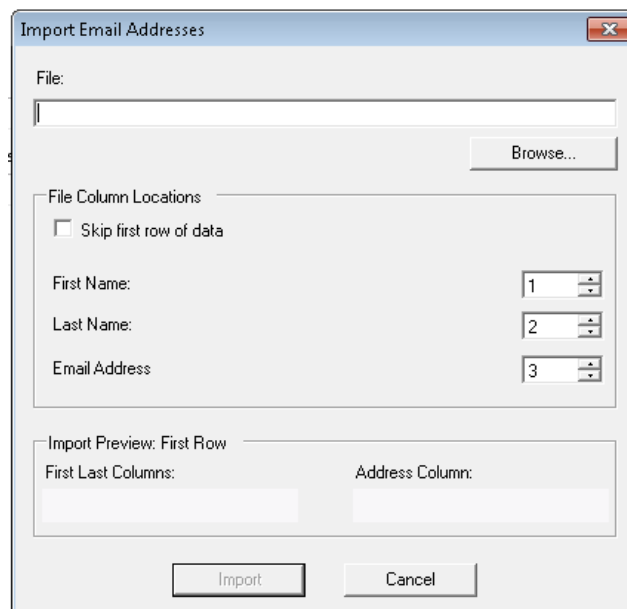 Import Email Addresses
File:
Browse...
File Column Locations
Skip first row of data
First Name: 1
Last Name: 2
Email Address 3
Import Preview: First Row
First Last Columns: Address Column:
Import Cancel